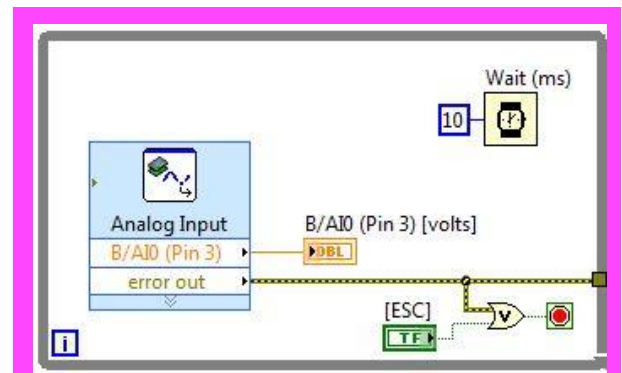 Wait (ms)
10
Analog Input
B/AI0 (Pin 3) [volts]
B/AI0 (Pin 3)
DBL
error out
[ESC]
TF
V
i